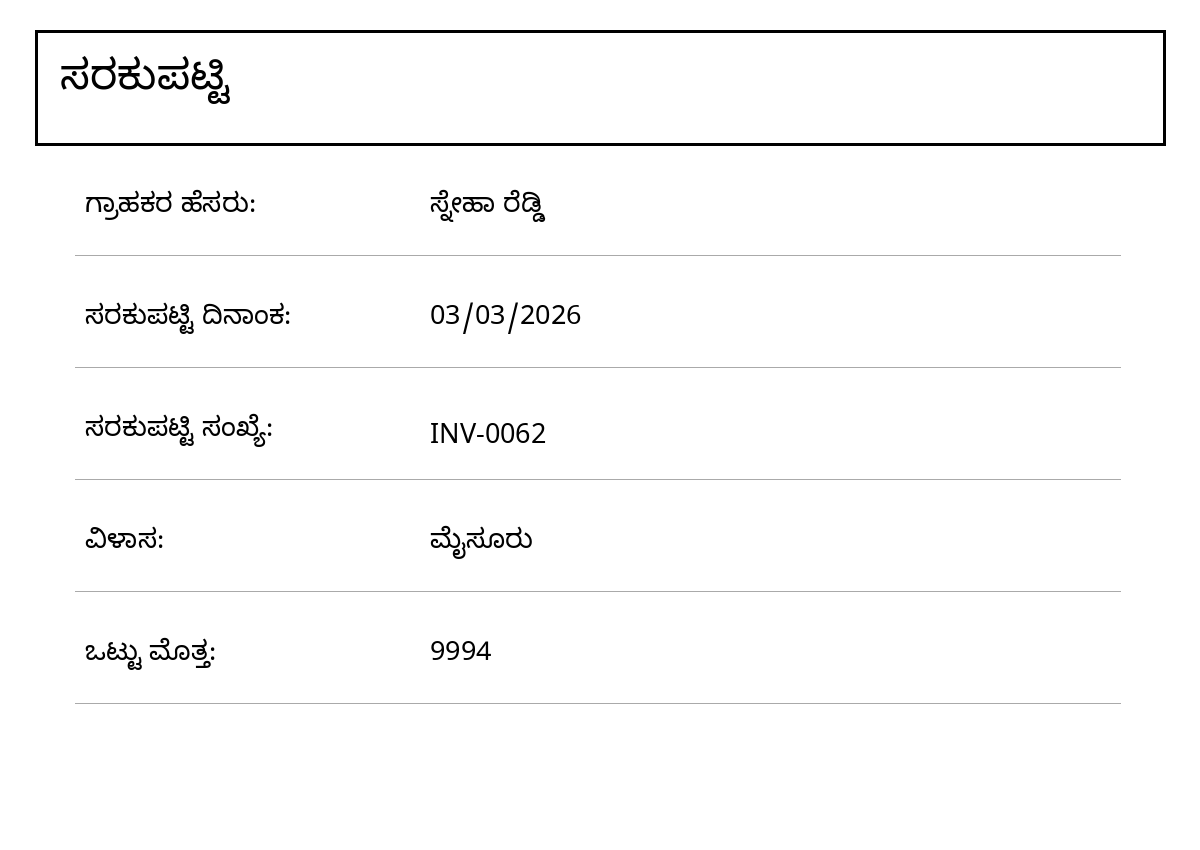 ಸರಕುಪಟ್ಟಿ
ಗ್ರಾಹಕರ ಹೆಸರು: ಸ್ನೇಹಾ ರೆಡ್ಡಿ
ಸರಕುಪಟ್ಟಿ ದಿನಾಂಕ: 03/03/2026
ಸರಕುಪಟ್ಟಿ ಸಂಖ್ಯೆ: INV-0062
ವಿಳಾಸ: ಮೈಸೂರು
ಒಟ್ಟು ಮೊತ್ತ: 9994